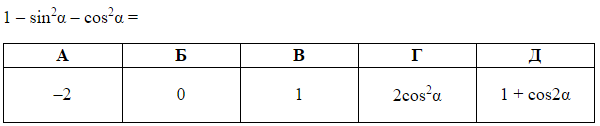 1 – sin²α – cos²α =
А Б В Г Д
–2 0 1 2cos²α 1 + cos2α